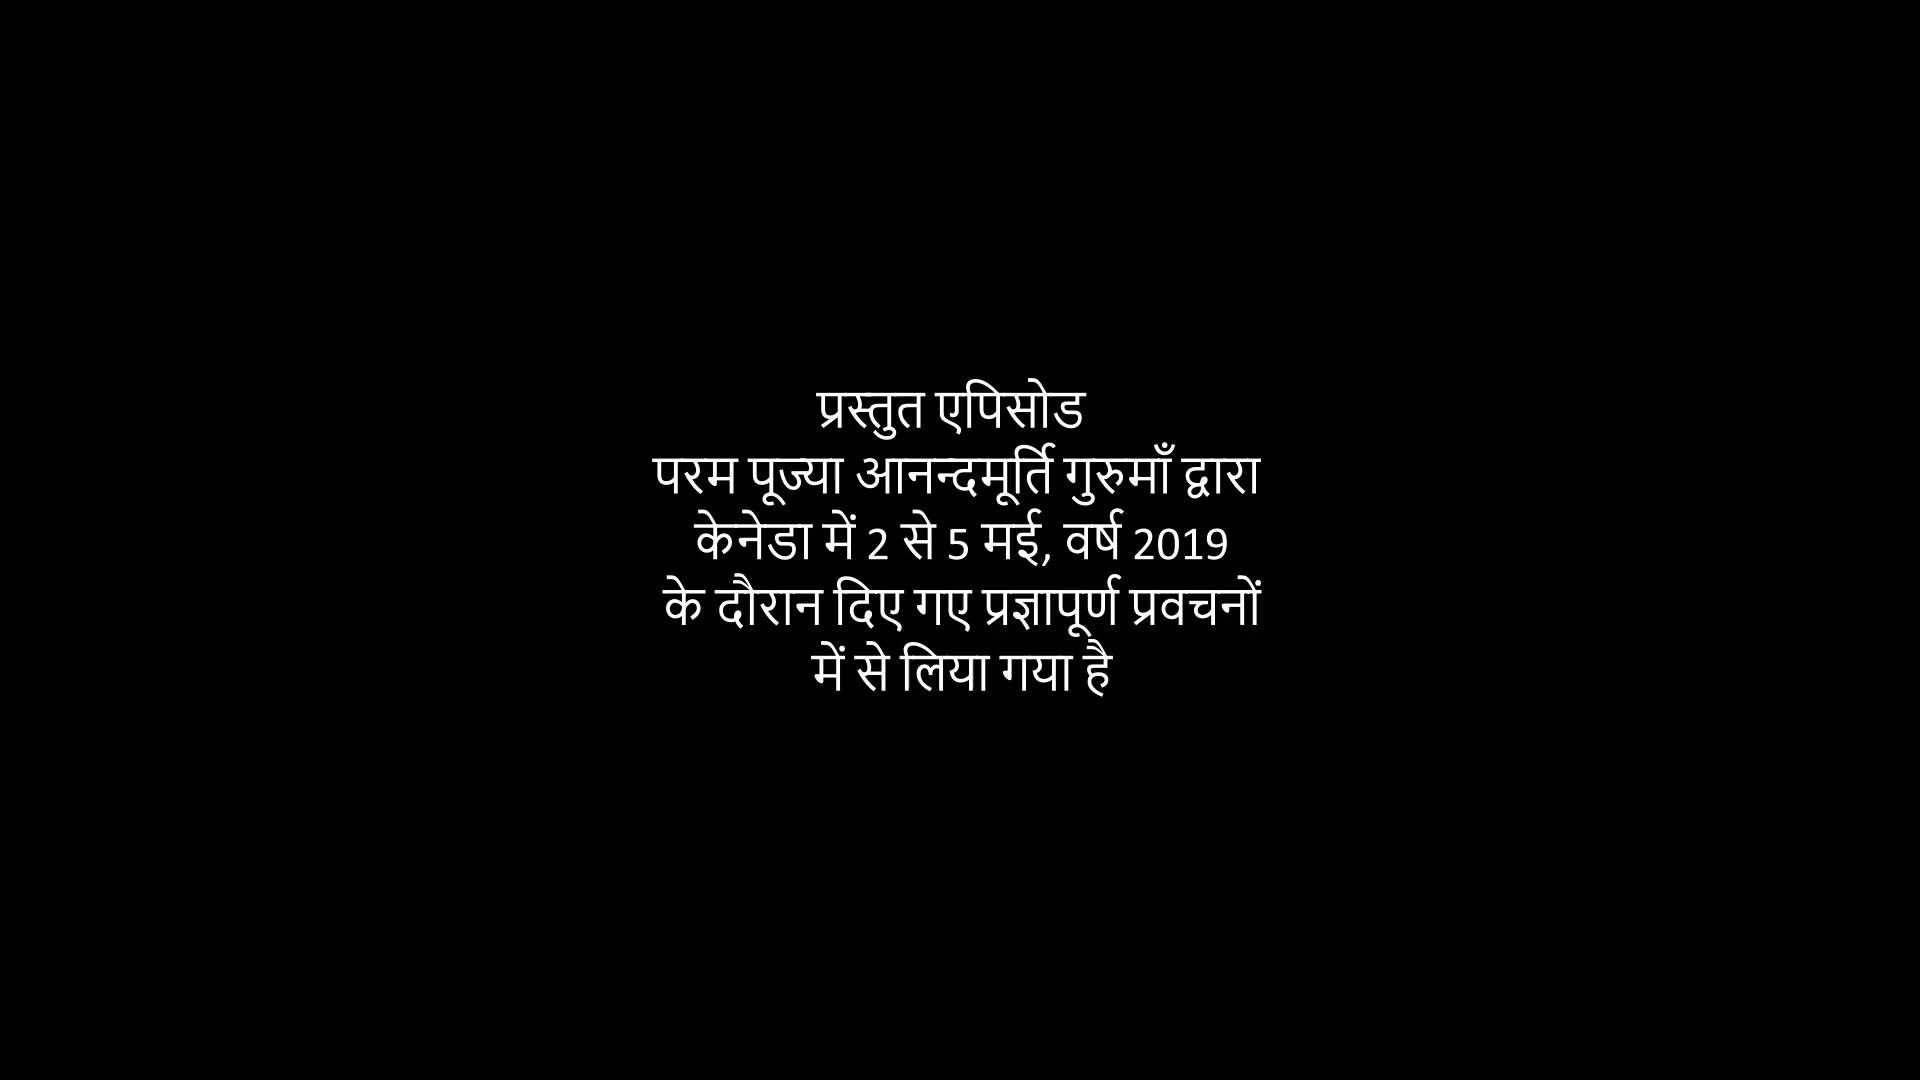 प्रस्तुत एपिसोड
परम पूज्या आनन्दमूर्ति गुरुमाँ द्वारा
केनेडा में 2 से 5 मई, वर्ष 2019
के दौरान दिए गए प्रज्ञापूर्ण प्रवचनों
में से लिया गया है